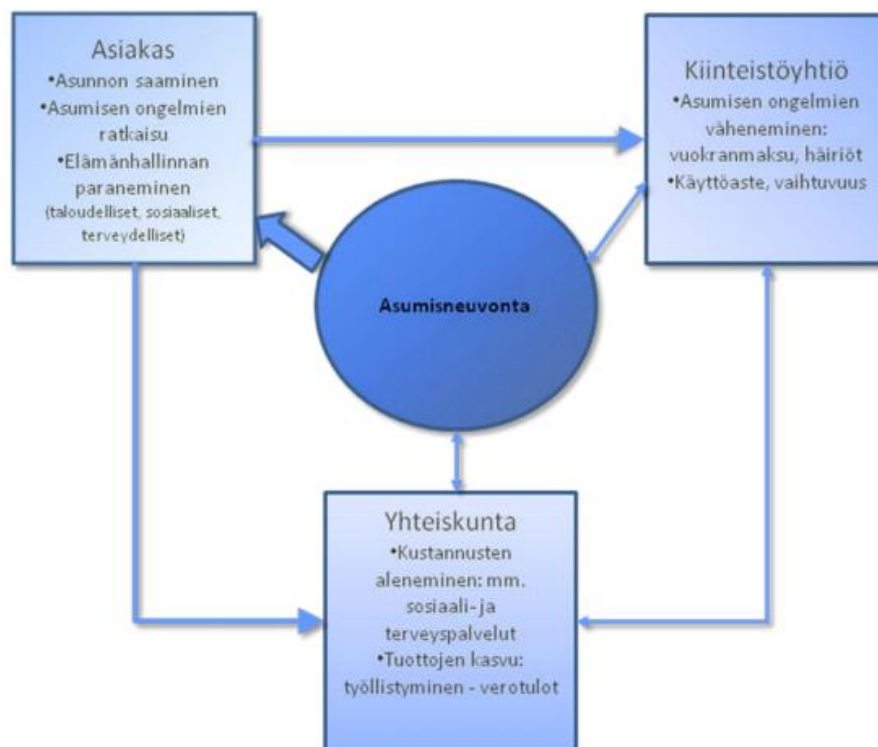 Asiakas
•Asunnon saaminen
•Asumisen ongelmien
ratkaisu
•Elämänhallinnan
paraneminen
(taloudelliset, sosiaaliset,
terveydelliset)
Kiinteistöyhtiö
•Asumisen ongelmien
väheneminen:
vuokranmaksu, häiriöt
•Käyttöaste, vaihtuvuus
Asumisneuvonta
Yhteiskunta
•Kustannusten
aleneminen: mm.
sosiaali- ja
terveyspalvelut
•Tuottojen kasvu:
työllistyminen - verotulot